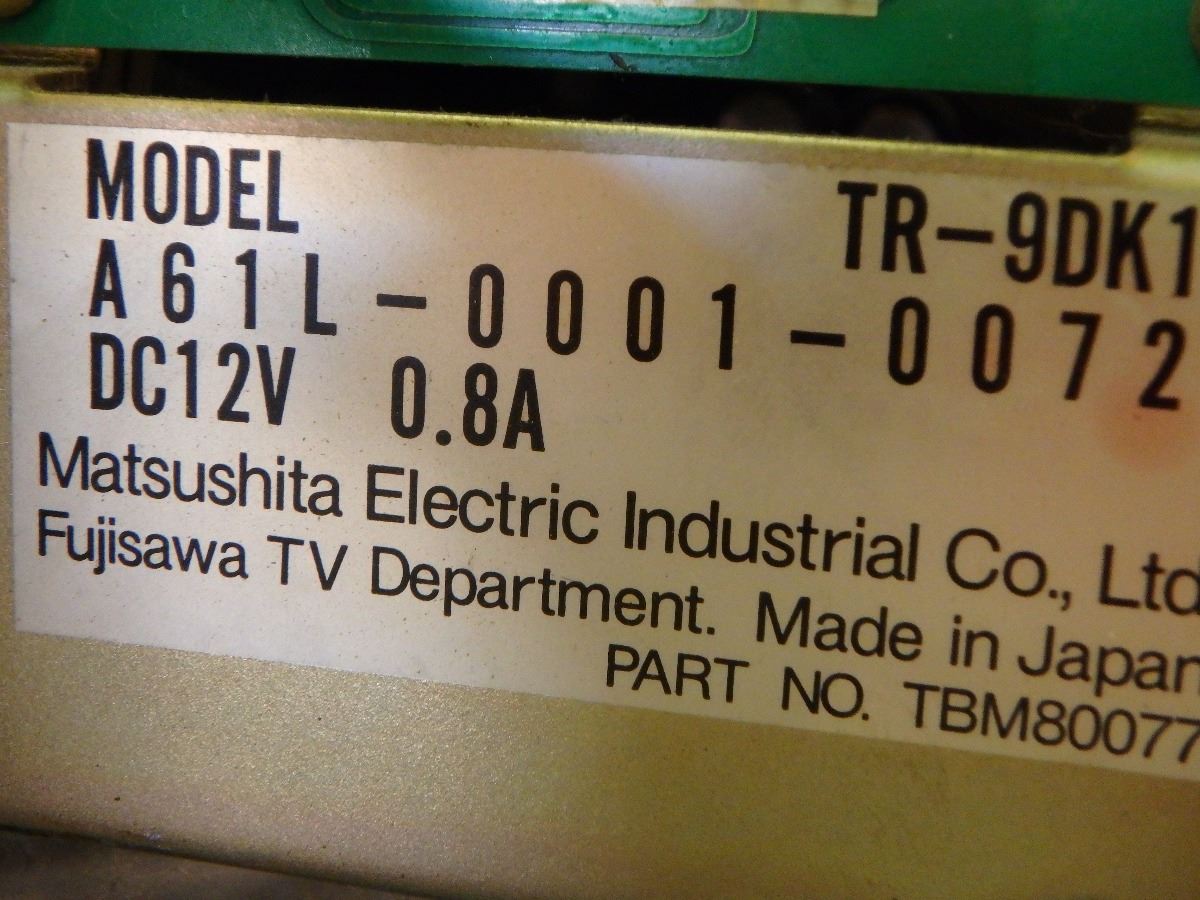 MODEL TR-9DK1
A61L-0001-0072
DC12V 0.8A
Matsushita Electric Industrial Co., Ltd
Fujisawa TV Department. Made in Japan
PART NO. TBM80077